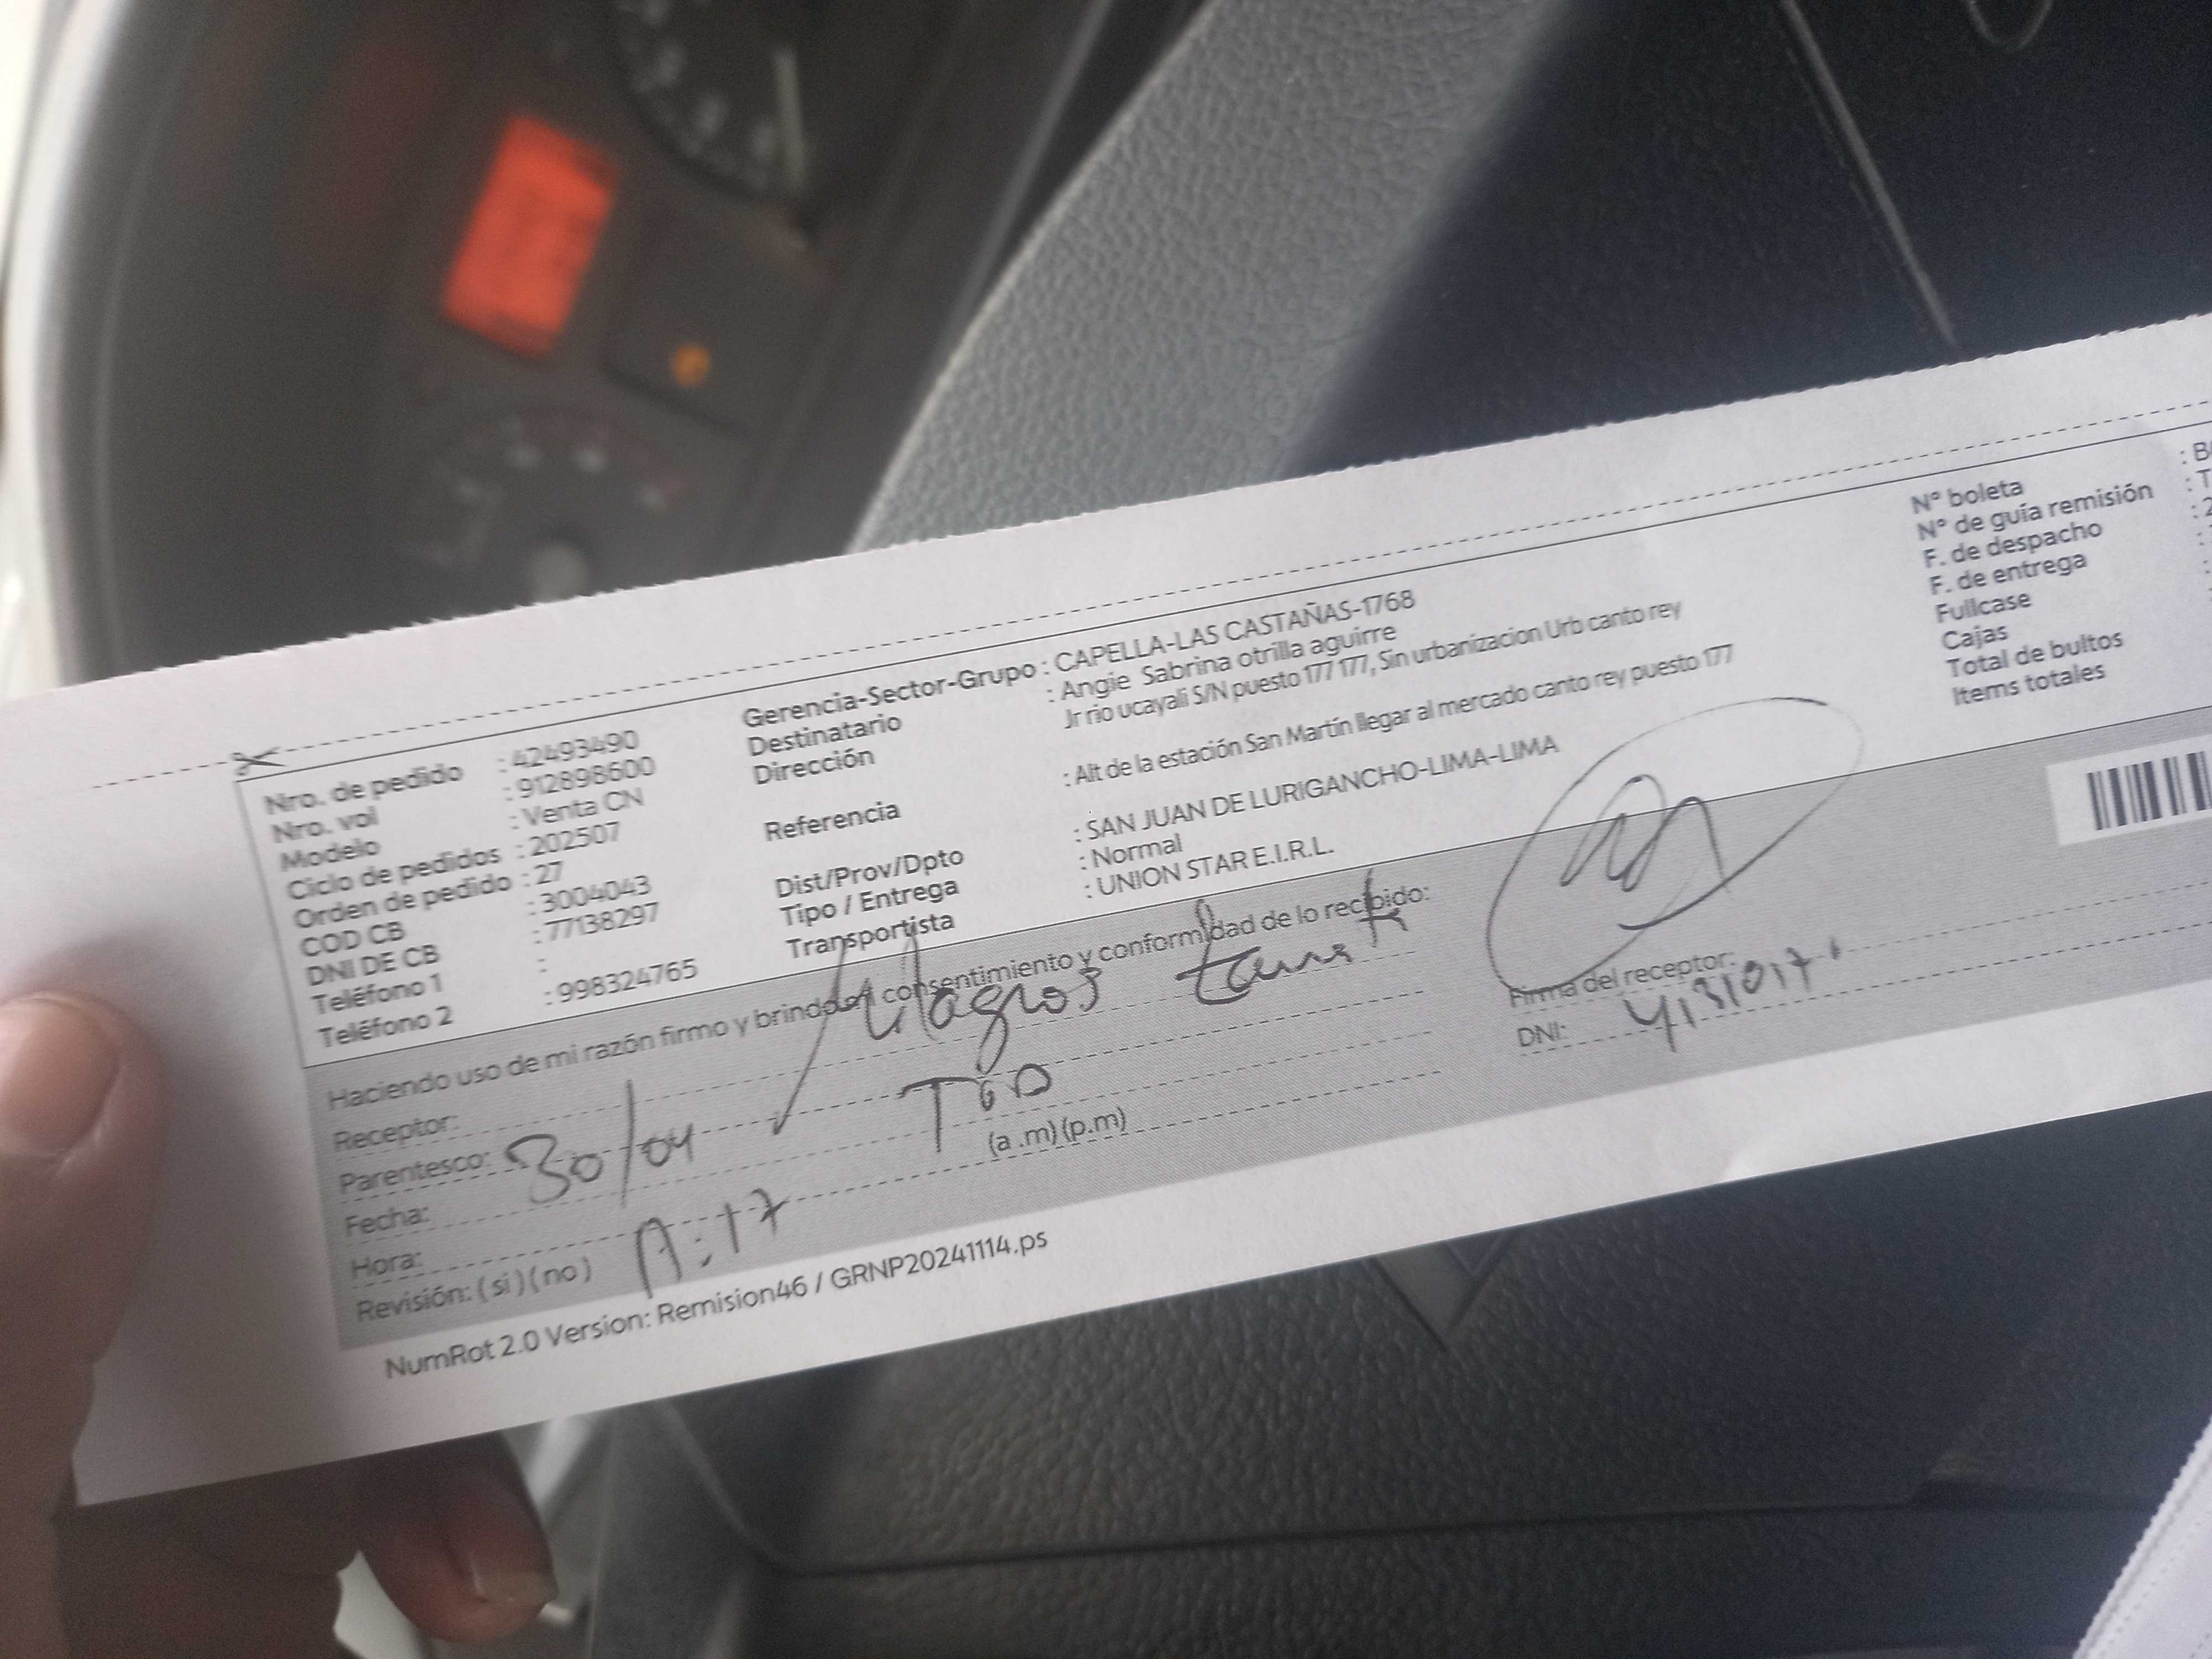 Nro. de pedido : 42493490
Nro. vol : 912898600
Modelo : Venta CN
Ciclo de pedidos : 202507
Orden de pedido : 27
COD CB : 3004043
DNI DE CB : 77138297
Teléfono 1 :
Teléfono 2 : 998324765
Gerencia-Sector-Grupo : CAPELLA-LAS CASTAÑAS-1768
Destinatario : Angie Sabrina otrilla aguirre
Dirección Jr rio ucayali S/N puesto 177 177, Sin urbanizacion Urb canto rey
Referencia : Alt de la estación San Martín llegar al mercado canto rey puesto 177
Dist/Prov/Dpto : SAN JUAN DE LURIGANCHO-LIMA-LIMA
Tipo / Entrega : Normal
Transportista : UNION STAR E.I.R.L.
N° boleta : B
N° de guía remisión : T
F. de despacho : 2
F. de entrega :
Fullcase :
Cajas
Total de bultos
Items totales
Haciendo uso de mi razón firmo y brindo en consentimiento y conformidad de lo recibido:
Receptor: Milagros
Parentesco: Tio
Fecha: 30/04
Hora: (a .m) (p.m)
Revisión: (si) (no)
Firma del receptor:
DNI: 4131017
NumRot 2.0 Version: Remision46 / GRNP20241114.ps